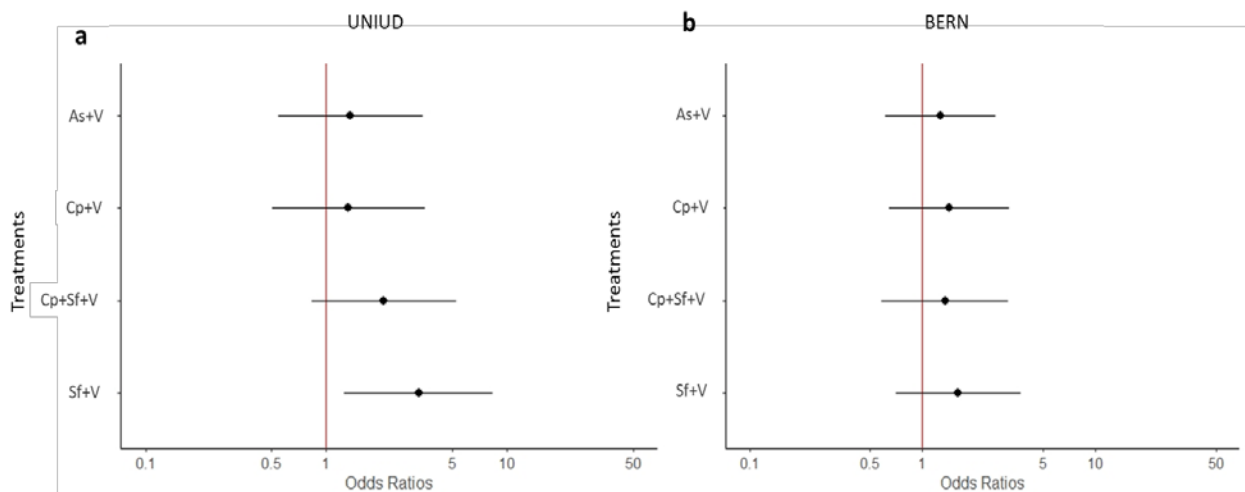 a
UNIUD
Treatments
As+V
Cp+V
Cp+Sf+V
Sf+V
0.1 0.5 1 5 10 50
Odds Ratios
b
BERN
Treatments
As+V
Cp+V
Cp+Sf+V
Sf+V
0.1 0.5 1 5 10 50
Odds Ratios